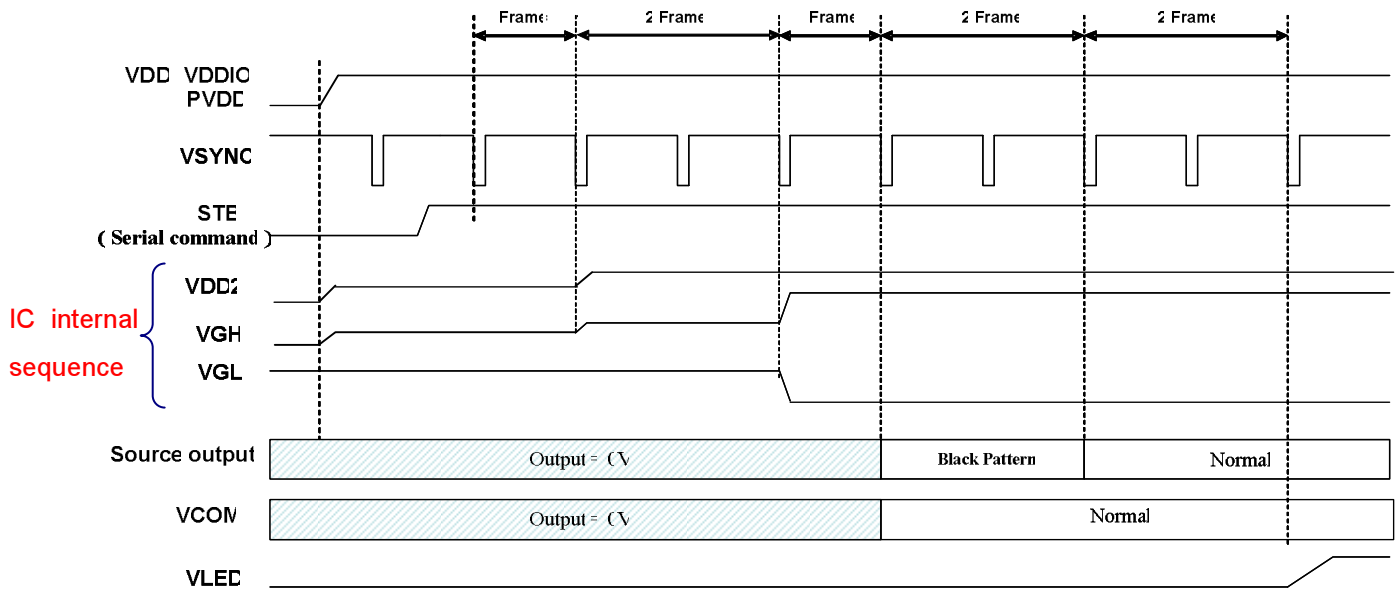 Frame 2 Frame Frame 2 Frame 2 Frame
VDD VDDIO
PVDD
VSYNC
STB
( Serial command )
VDD2
IC internal
VGH
sequence
VGL
Source output
Output = 0V
Black Pattern
Normal
VCOM
Output = 0V
Normal
VLED